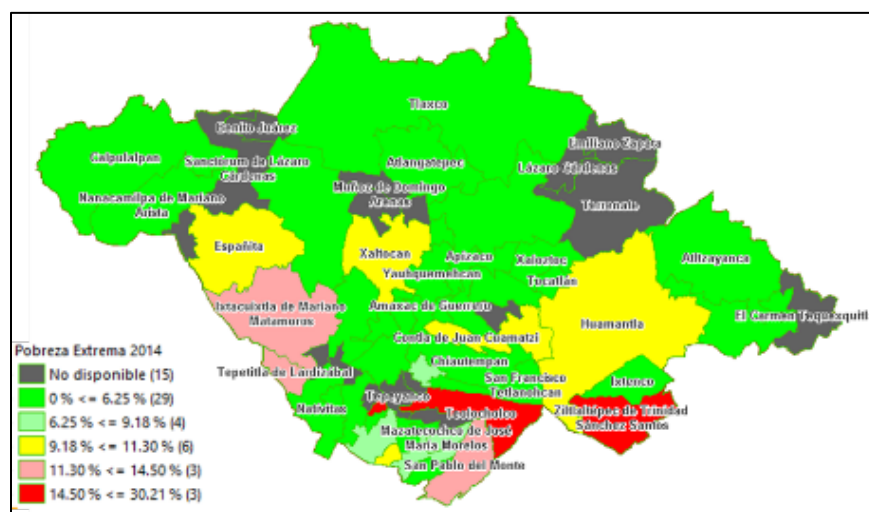 Tlaxco
Benito Juárez
Emiliano Zapata
Calpulalpan
Sanctórum de Lázaro
Cárdenas
Atlangatepec
Lázaro Cárdenas
Muñoz de Domingo
Arenas
Nanacamilpa de Mariano
Arista
Terrenate
Españita
Xaltocan
Apizaco
Xaloztoc
Altzayanca
Yauhquemehcan
Tocatlán
Ixtacuixtla de Mariano
Matamoros
Amaxac de Guerrero
El Carmen Tequexquitl
Huamantla
Contla de Juan Cuamatzi
Pobreza Extrema 2014
Chiautempan
Tepetitla de Lardizabal
San Francisco
Tetlanohcan
Ixtenco
No disponible (15)
Tepeyanco
0 % <= 6.25 % (29)
Nativitas
Teolocholco
Ziltlaltépec de Trinidad
Sánchez Santos
6.25 % <= 9.18 % (4)
Mazatecochco de José
María Morelos
9.18 % <= 11.30 % (6)
San Pablo del Monte
11.30 % <= 14.50 % (3)
14.50 % <= 30.21 % (3)